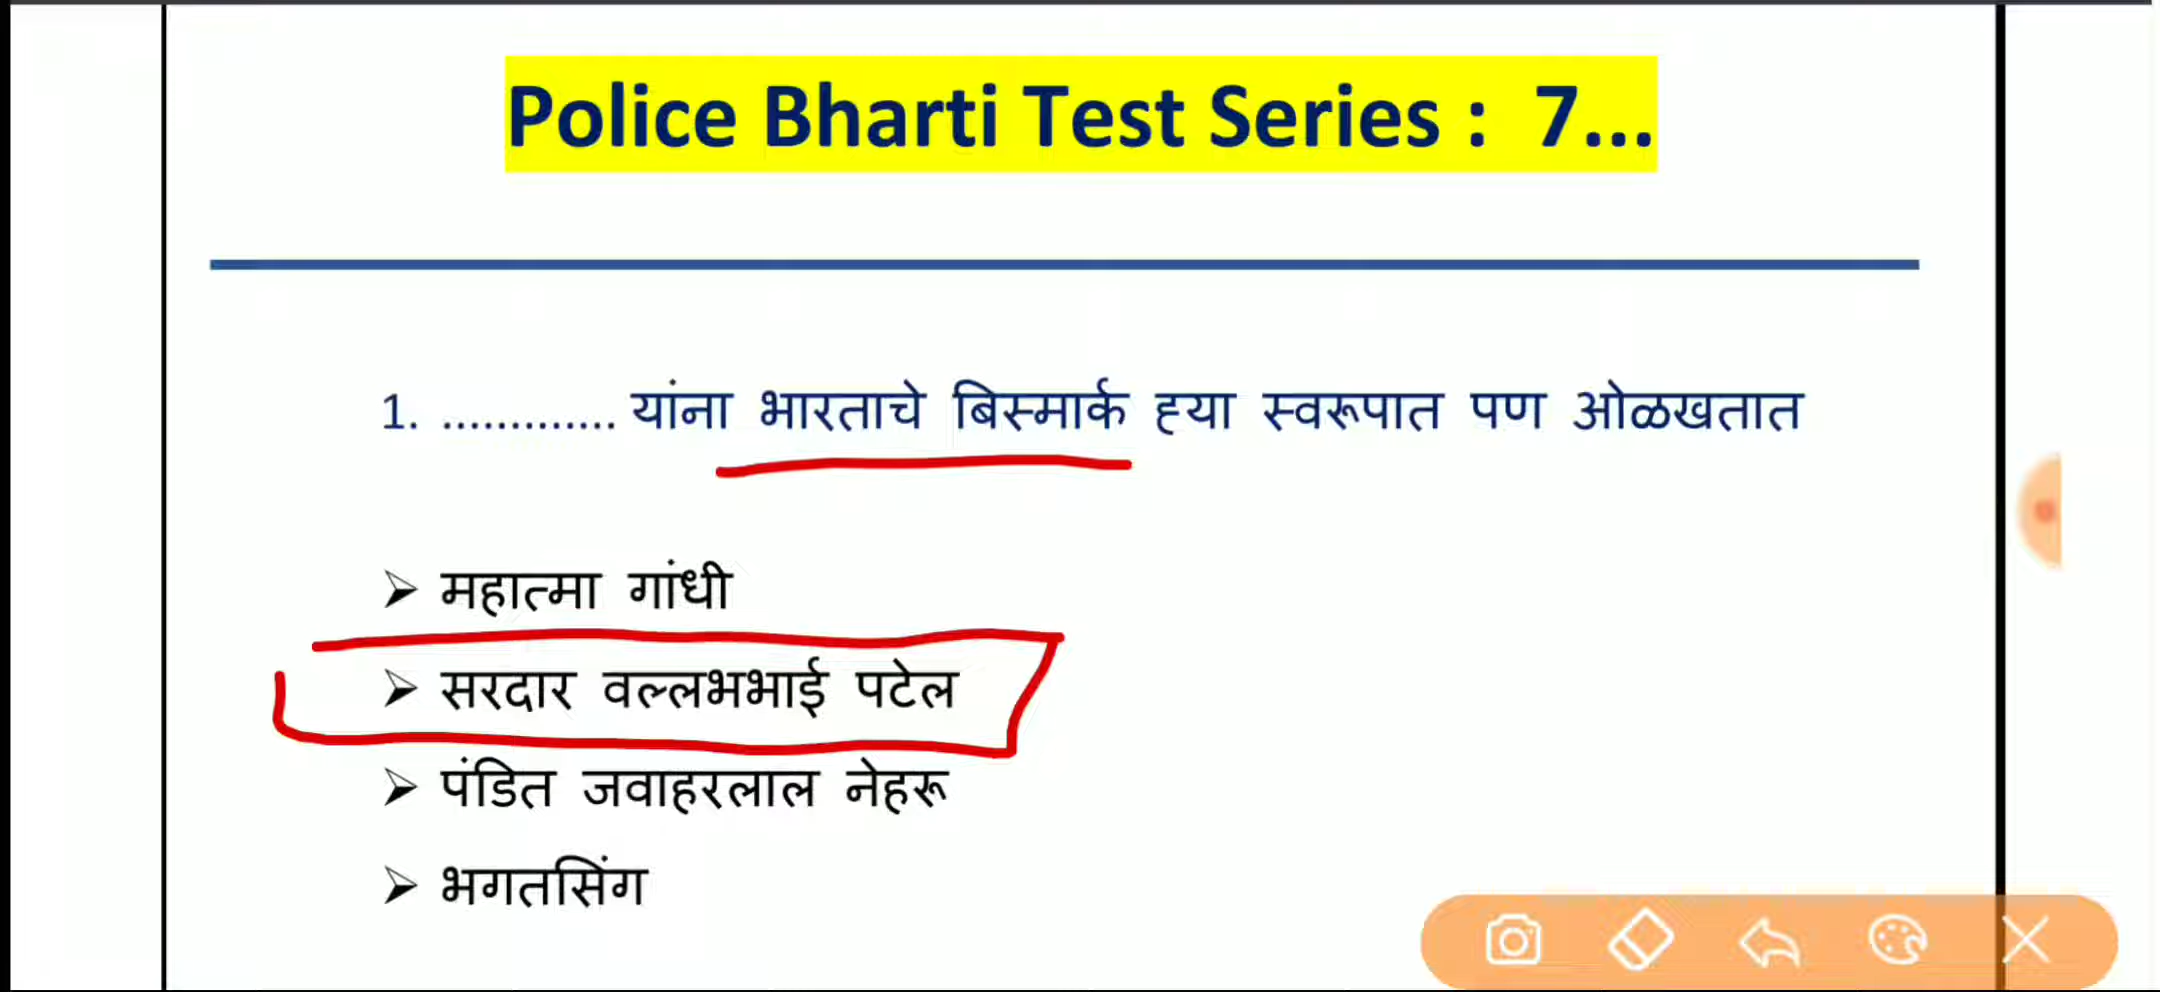 Police Bharti Test Series : 7...
1. ............. यांना भारताचे बिस्मार्क ह्या स्वरूपात पण ओळखतात
➢ महात्मा गांधी
➢ सरदार वल्लभभाई पटेल
➢ पंडित जवाहरलाल नेहरू
➢ भगतसिंग